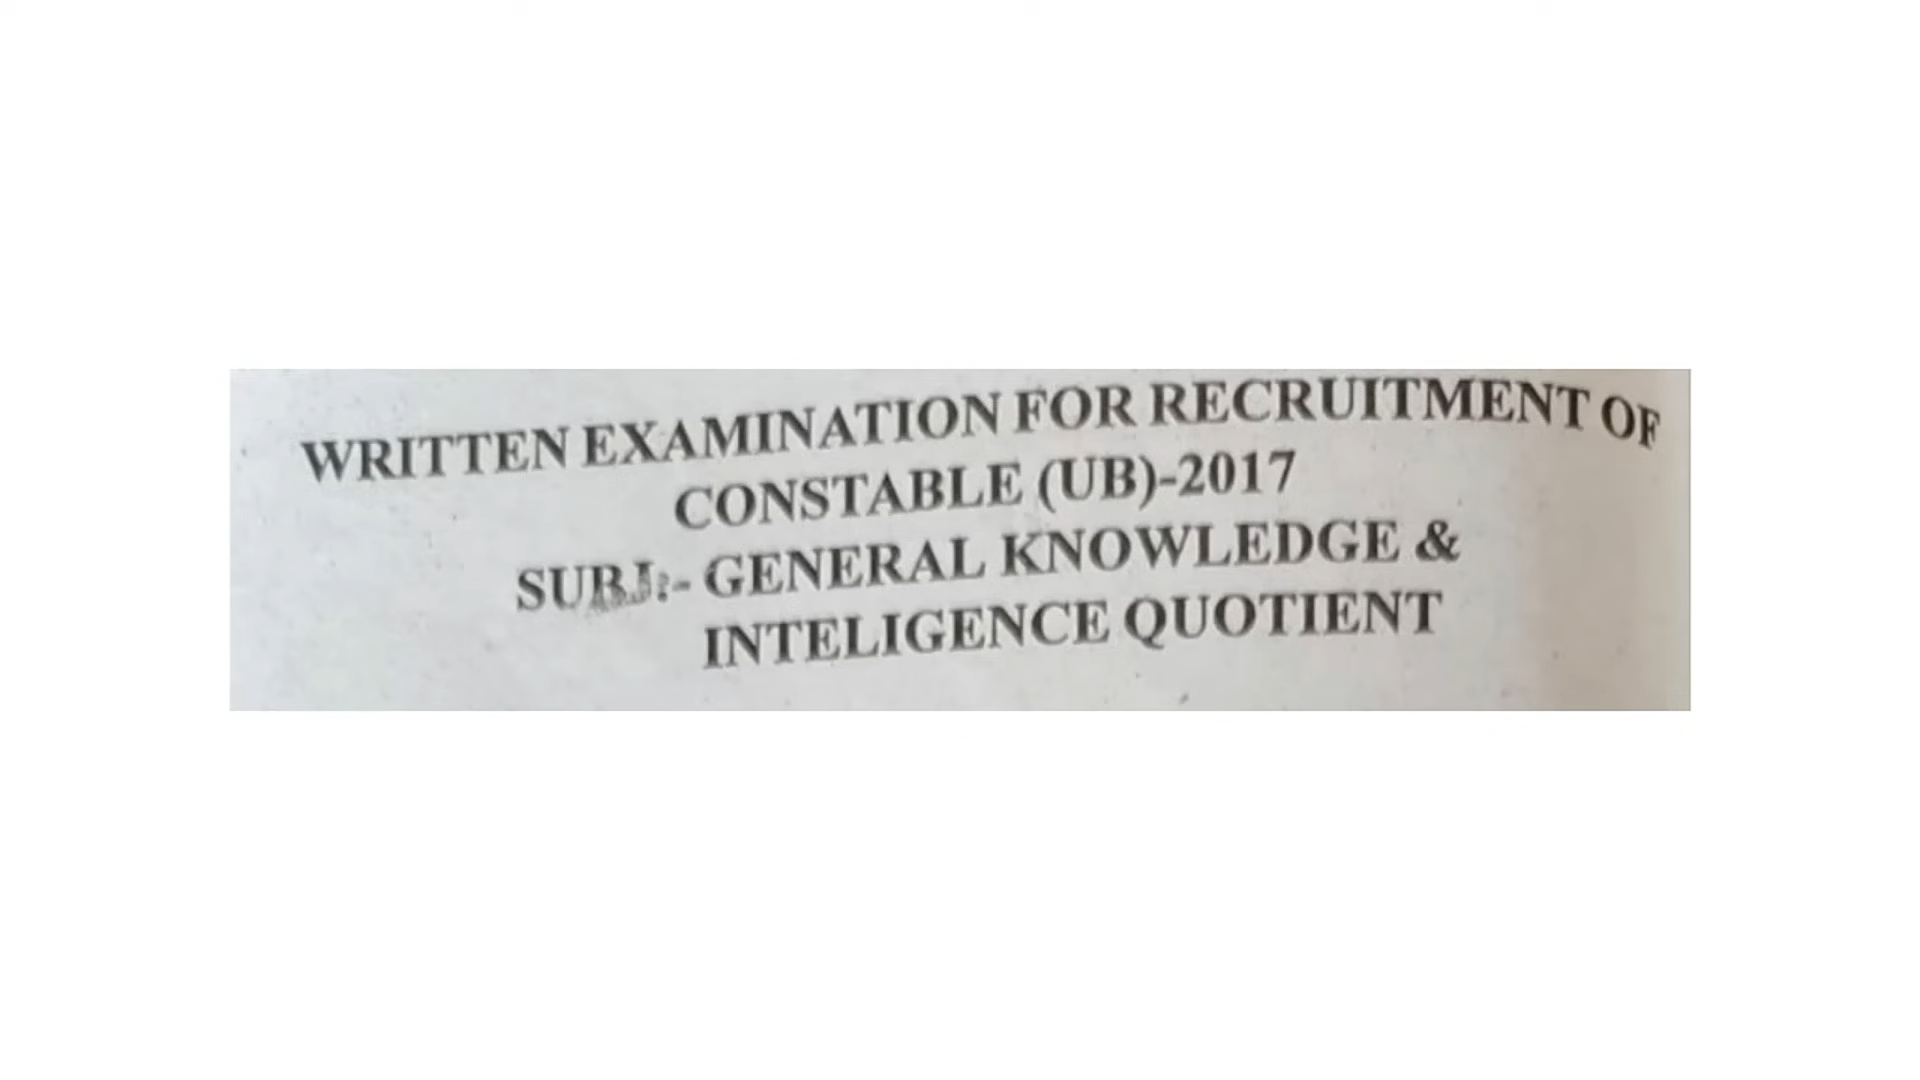 WRITTEN EXAMINATION FOR RECRUITMENT OF
CONSTABLE (UB)-2017
SUBJ:- GENERAL KNOWLEDGE &
INTELIGENCE QUOTIENT